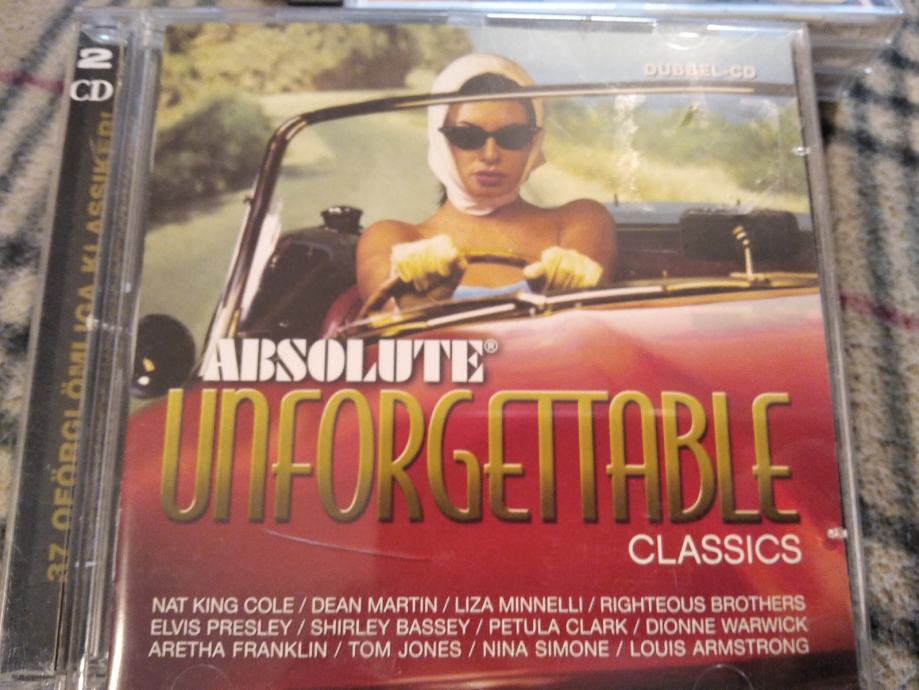 2
CD
37 OFÖRGLÖMLIGA KLASSIKER!
DUBBEL-CD
ABSOLUTE®
UNFORGETTABLE
CLASSICS
NAT KING COLE / DEAN MARTIN / LIZA MINNELLI / RIGHTEOUS BROTHERS
ELVIS PRESLEY / SHIRLEY BASSEY / PETULA CLARK / DIONNE WARWICK
ARETHA FRANKLIN / TOM JONES / NINA SIMONE / LOUIS ARMSTRONG